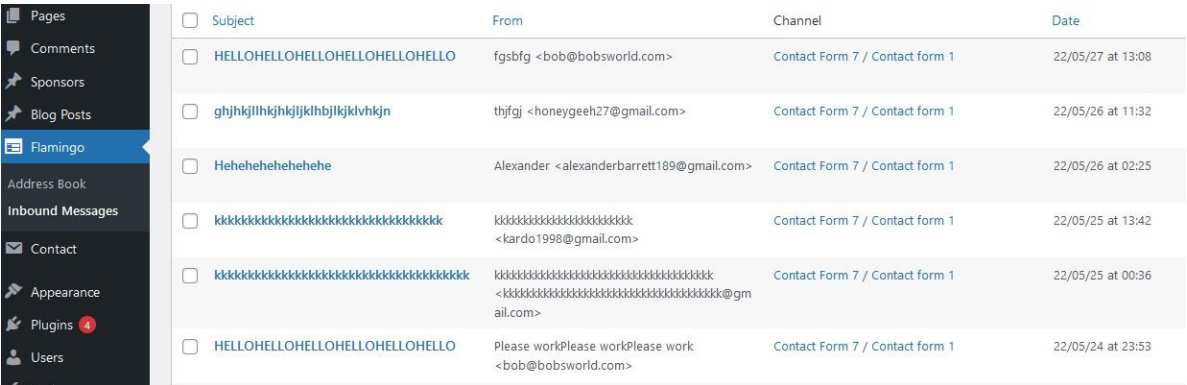 Pages
Comments
Sponsors
Blog Posts
Flamingo
Address Book
Inbound Messages
Contact
Appearance
Plugins 4
Users
Subject From Channel Date
HELLOHELLOHELLOHELLOHELLOHELLO fgsbfg <bob@bobsworld.com> Contact Form 7 / Contact form 1 22/05/27 at 13:08
ghjhkjllhkjhkjljklhbjlkjklvhkjn thjfgj <honeygeeh27@gmail.com> Contact Form 7 / Contact form 1 22/05/26 at 11:32
Hehehehehehehehe Alexander <alexanderbarrett189@gmail.com> Contact Form 7 / Contact form 1 22/05/26 at 02:25
kkkkkkkkkkkkkkkkkkkkkkkkkkkkkkkkkk kkkkkkkkkkkkkkkkkkkkkkkk Contact Form 7 / Contact form 1 22/05/25 at 13:42
<kardo1998@gmail.com>
kkkkkkkkkkkkkkkkkkkkkkkkkkkkkkkkkkkkkk kkkkkkkkkkkkkkkkkkkkkkkkkkkkkkkkkkkkkk Contact Form 7 / Contact form 1 22/05/25 at 00:36
<kkkkkkkkkkkkkkkkkkkkkkkkkkkkkkkkkkkkkk@gm
ail.com>
HELLOHELLOHELLOHELLOHELLOHELLO Please workPlease workPlease work Contact Form 7 / Contact form 1 22/05/24 at 23:53
<bob@bobsworld.com>